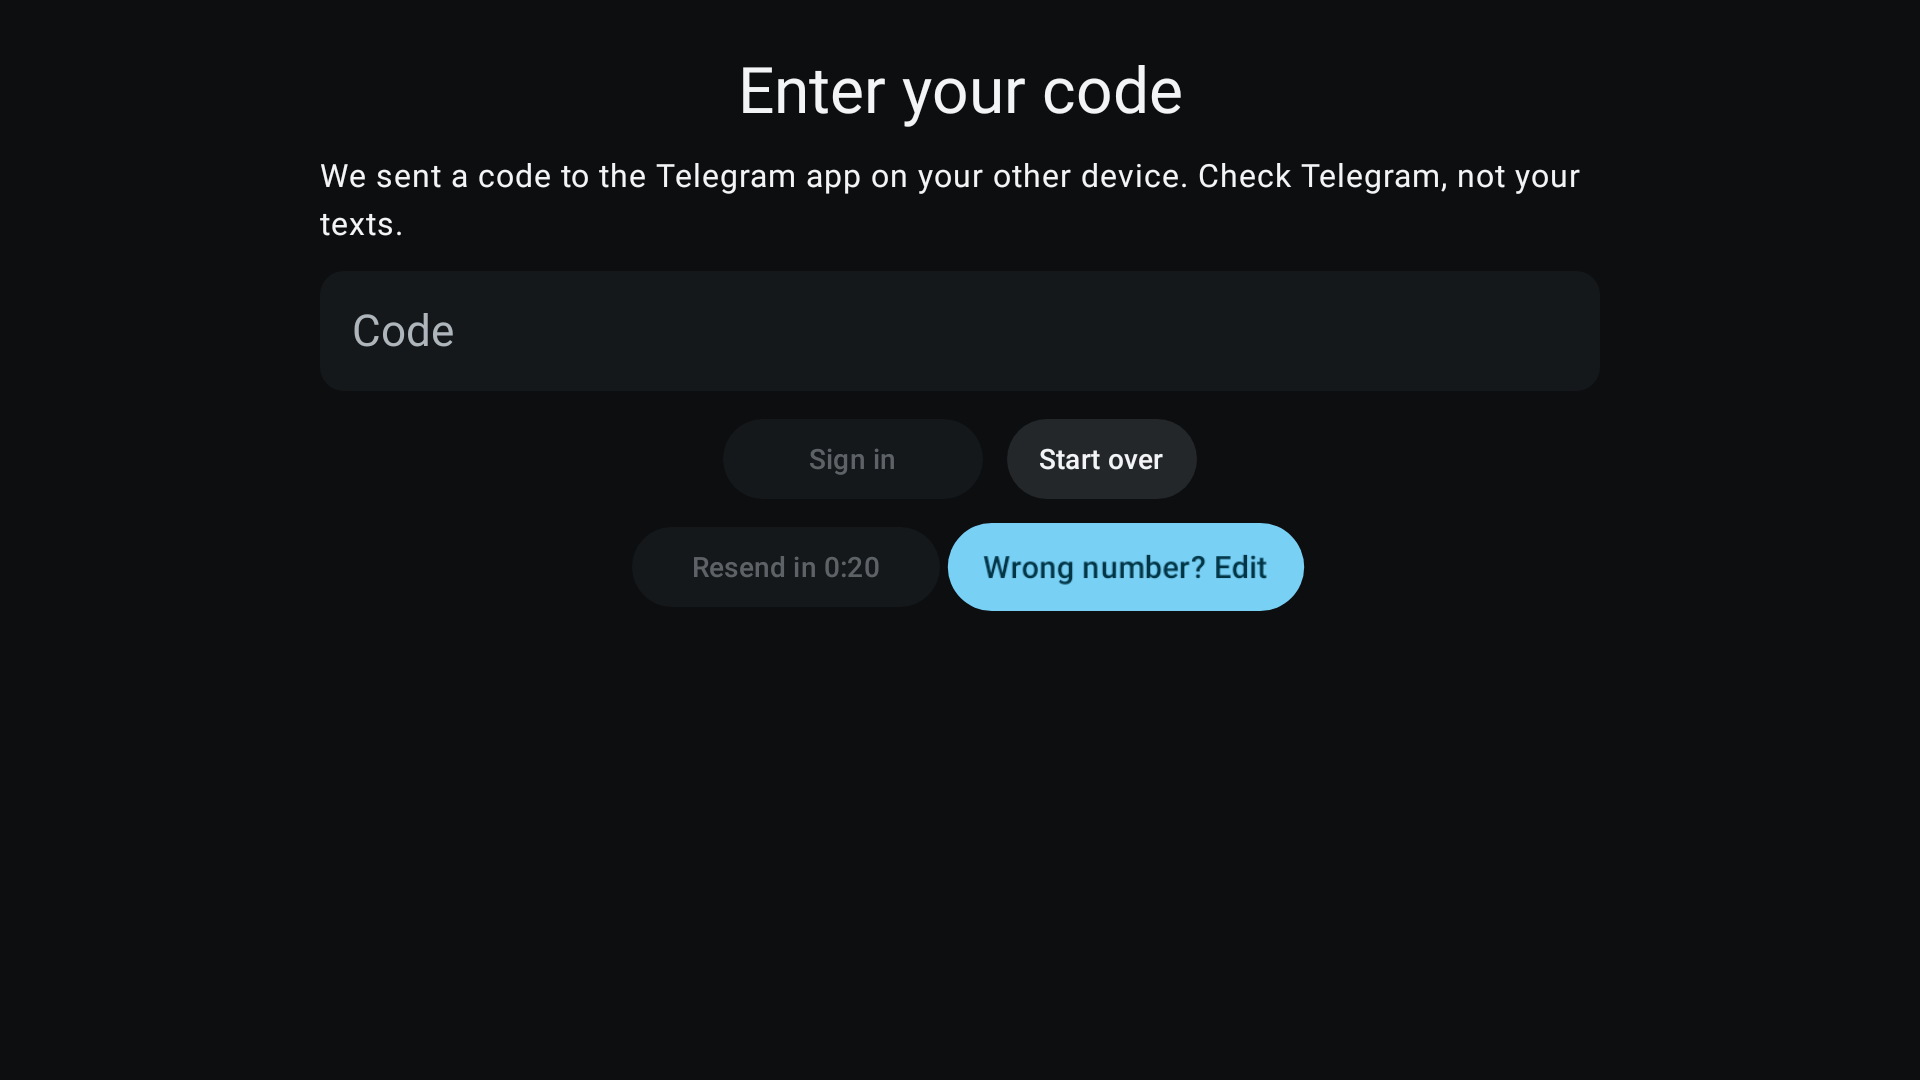 Enter your code
We sent a code to the Telegram app on your other device. Check Telegram, not your
texts.
Code
Sign in
Start over
Resend in 0:20
Wrong number? Edit